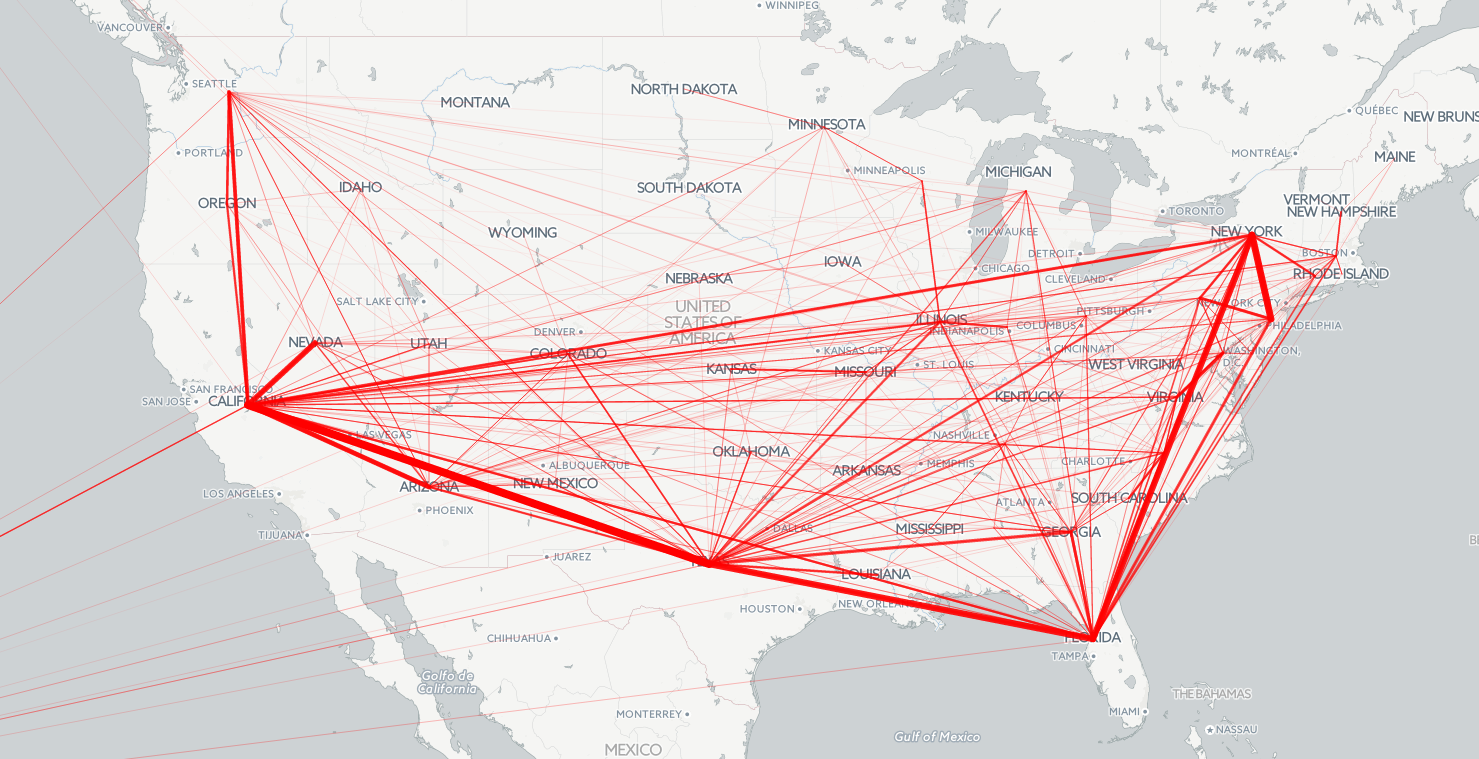 WINNIPEG
VANCOUVER
SEATTLE
NORTH DAKOTA
MONTANA
QUÉBEC
NEW BRUNS
MINNESOTA
PORTLAND
MONTRÉAL
MAINE
MINNEAPOLIS
MICHIGAN
IDAHO
SOUTH DAKOTA
OREGON
VERMONT
NEW HAMPSHIRE
TORONTO
WYOMING
MILWAUKEE
NEW YORK
DETROIT
BOSTON
IOWA
CHICAGO
RHODE ISLAND
NEBRASKA
CLEVELAND
SALT LAKE CITY
UNITED
STATES OF
AMERICA
NEW YORK CITY
PITTSBURGH
ILLINOIS
COLUMBUS
PHILADELPHIA
INDIANAPOLIS
DENVER
NEVADA
UTAH
COLORADO
KANSAS CITY
CINCINNATI
WASHINGTON,
D.C.
ST. LOUIS
WEST VIRGINIA
KANSAS
MISSOURI
SAN FRANCISCO
SAN JOSE
CALIFORNIA
KENTUCKY
VIRGINIA
LAS VEGAS
NASHVILLE
OKLAHOMA
ALBUQUERQUE
ARKANSAS
MEMPHIS
CHARLOTTE
ARIZONA
NEW MEXICO
LOS ANGELES
ATLANTA
SOUTH CAROLINA
PHOENIX
DALLAS
MISSISSIPPI
GEORGIA
TIJUANA
JUAREZ
LOUISIANA
HOUSTON
NEW ORLEANS
CHIHUAHUA
FLORIDA
TAMPA
Golfo de
California
THE BAHAMAS
MONTERREY
MIAMI
NASSAU
Gulf of Mexico
MEXICO